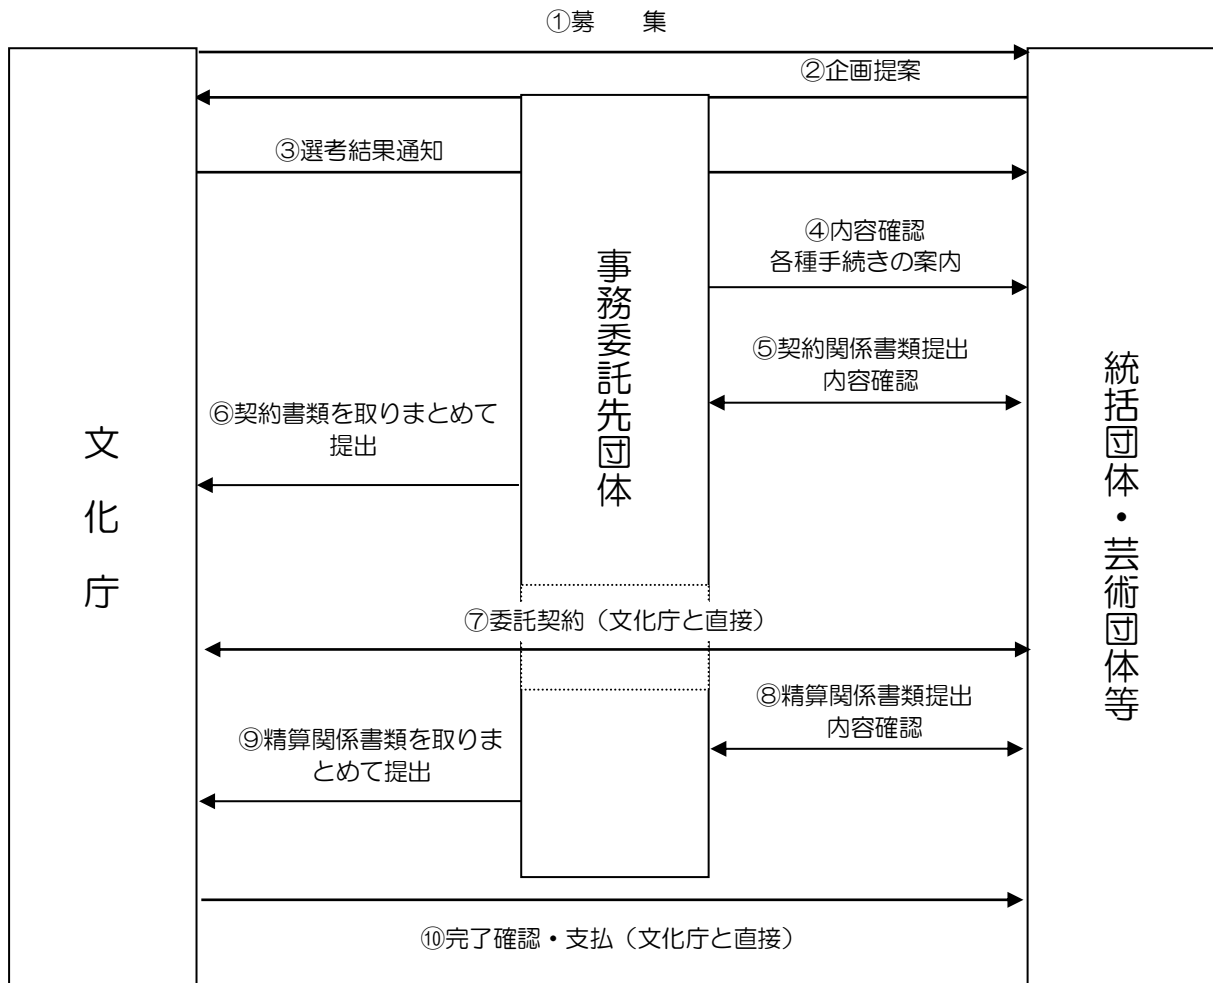 ①募　集
②企画提案
③選考結果通知
④内容確認
各種手続きの案内
⑤契約関係書類提出
内容確認
⑥契約書類を取りまとめて
提出
⑦委託契約（文化庁と直接）
⑧精算関係書類提出
内容確認
⑨精算関係書類を取りま
とめて提出
⑩完了確認・支払（文化庁と直接）
文化庁
事務委託先団体
統括団体・芸術団体等